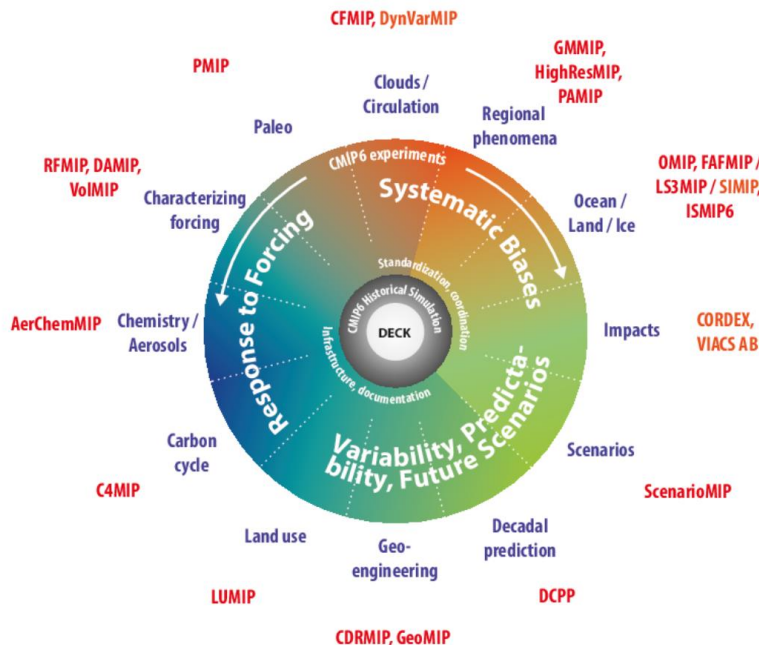 CFMIP, DynVarMIP
GMMIP,
HighResMIP,
PAMIP
PMIP
Clouds /
Circulation
Regional
phenomena
Paleo
RFMIP, DAMIP,
VolMIP
Characterizing
forcing
CMIP6 experiments
Systematic Biases
OMIP, FAFMIP /
LS3MIP / SIMIP,
ISMIP6
Ocean /
Land / Ice
Response to Forcing
Standardization, coordination
CMIP6 Historical Simulation
DECK
Infrastructure, documentation
AerChemMIP
Chemistry /
Aerosols
Impacts
CORDEX,
VIACS AB
Variability, Predicta-
bility, Future Scenarios
Carbon
cycle
Scenarios
C4MIP
ScenarioMIP
Land use
Geo-
engineering
Decadal
prediction
LUMIP
DCPP
CDRMIP, GeoMIP